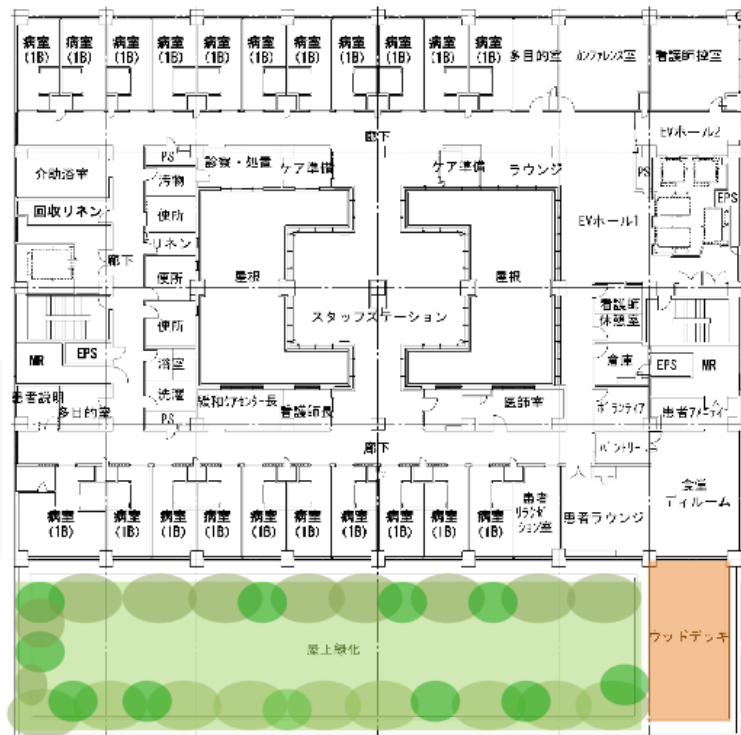 病室 病室 病室 病室 病室 病室 病室 病室 病室 病室
(1B) (1B) (1B) (1B) (1B) (1B) (1B) (1B) (1B) (1B)
多目的室
カンファレンス室
看護師控室
廊下
EVホール2
PS
診察・処置
ケア準備
ケア準備
ラウンジ
PS
介助浴室
汚物
EPS
回収リネン
便所
EVホール1
リネン
廊下
便所
屋根
屋根
スタッフステーション
便所
看護師
休憩室
MR
EPS
浴室
倉庫
EPS
MR
患者説明
多目的室
洗濯
PS
緩和ケアセンター長
看護師長
医師室
ボランティア
患者アメニティ
廊下
パントリー
食堂
デイルーム
病室 病室 病室 病室 病室 病室 病室 病室 病室
(1B) (1B) (1B) (1B) (1B) (1B) (1B) (1B) (1B)
患者
リラクゼー
ション室
患者ラウンジ
屋上緑化
ウッドデッキ